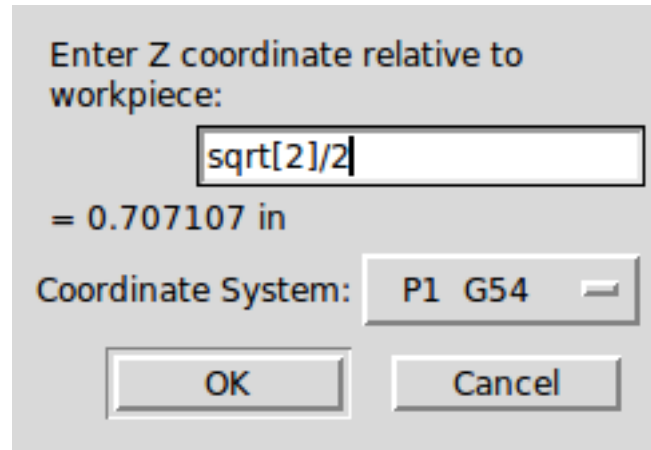 Enter Z coordinate relative to
workpiece:
sqrt[2]/2
= 0.707107 in
Coordinate System: P1 G54
OK Cancel